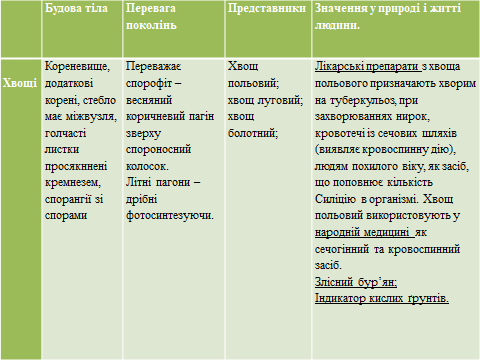 Будова тіла
Перевага
поколінь
Представники
Значення у природі і житті
людини.
Хвощі
Кореневище,
додаткові
корені, стебло
має міжвузля,
голчасті
листки
просякннені
кремнезем,
спорангії зі
спорами
Переважає
спорофіт –
весняний
коричневий пагін
зверху
спороносний
колосок.
Літні пагони –
дрібні
фотосинтезуючи.
Хвощ
польовий;
хвощ луговий;
хвощ
болотний;
Лікарські препарати з хвоща
польового призначають хворим
на туберкульоз, при
захворюваннях нирок,
кровотечі із сечових шляхів
(виявляє кровоспинну дію),
людям похилого віку, як засіб,
що поповнює кількість
Силіцію в організмі. Хвощ
польовий використовують у
народній медицині як
сечогінний та кровоспинний
засіб.
Злісний бур’ян;
Індикатор кислих ґрунтів.